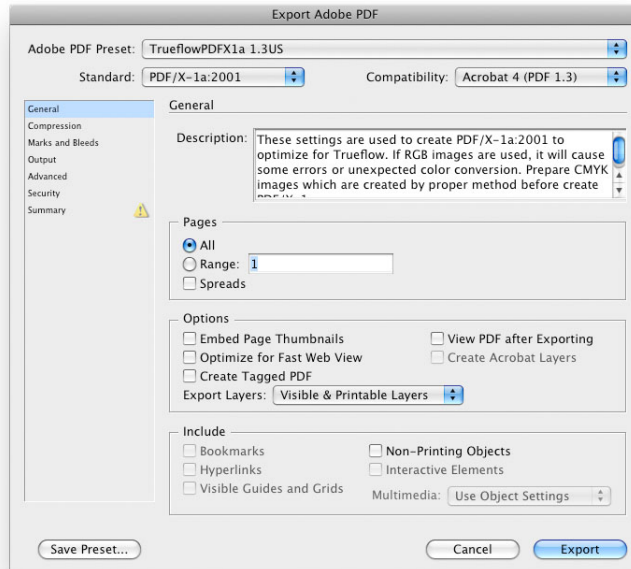 Export Adobe PDF
Adobe PDF Preset: TrueflowPDFX1a 1.3US
Standard: PDF/X-1a:2001 Compatibility: Acrobat 4 (PDF 1.3)
General
Compression
Marks and Bleeds
Output
Advanced
Security
Summary
General
Description: These settings are used to create PDF/X-1a:2001 to
optimize for Trueflow. If RGB images are used, it will cause
some errors or unexpected color conversion. Prepare CMYK
images which are created by proper method before create
Pages
All
Range: 1
Spreads
Options
Embed Page Thumbnails View PDF after Exporting
Optimize for Fast Web View Create Acrobat Layers
Create Tagged PDF
Export Layers: Visible & Printable Layers
Include
Bookmarks Non-Printing Objects
Hyperlinks Interactive Elements
Visible Guides and Grids Multimedia: Use Object Settings
Save Preset... Cancel Export